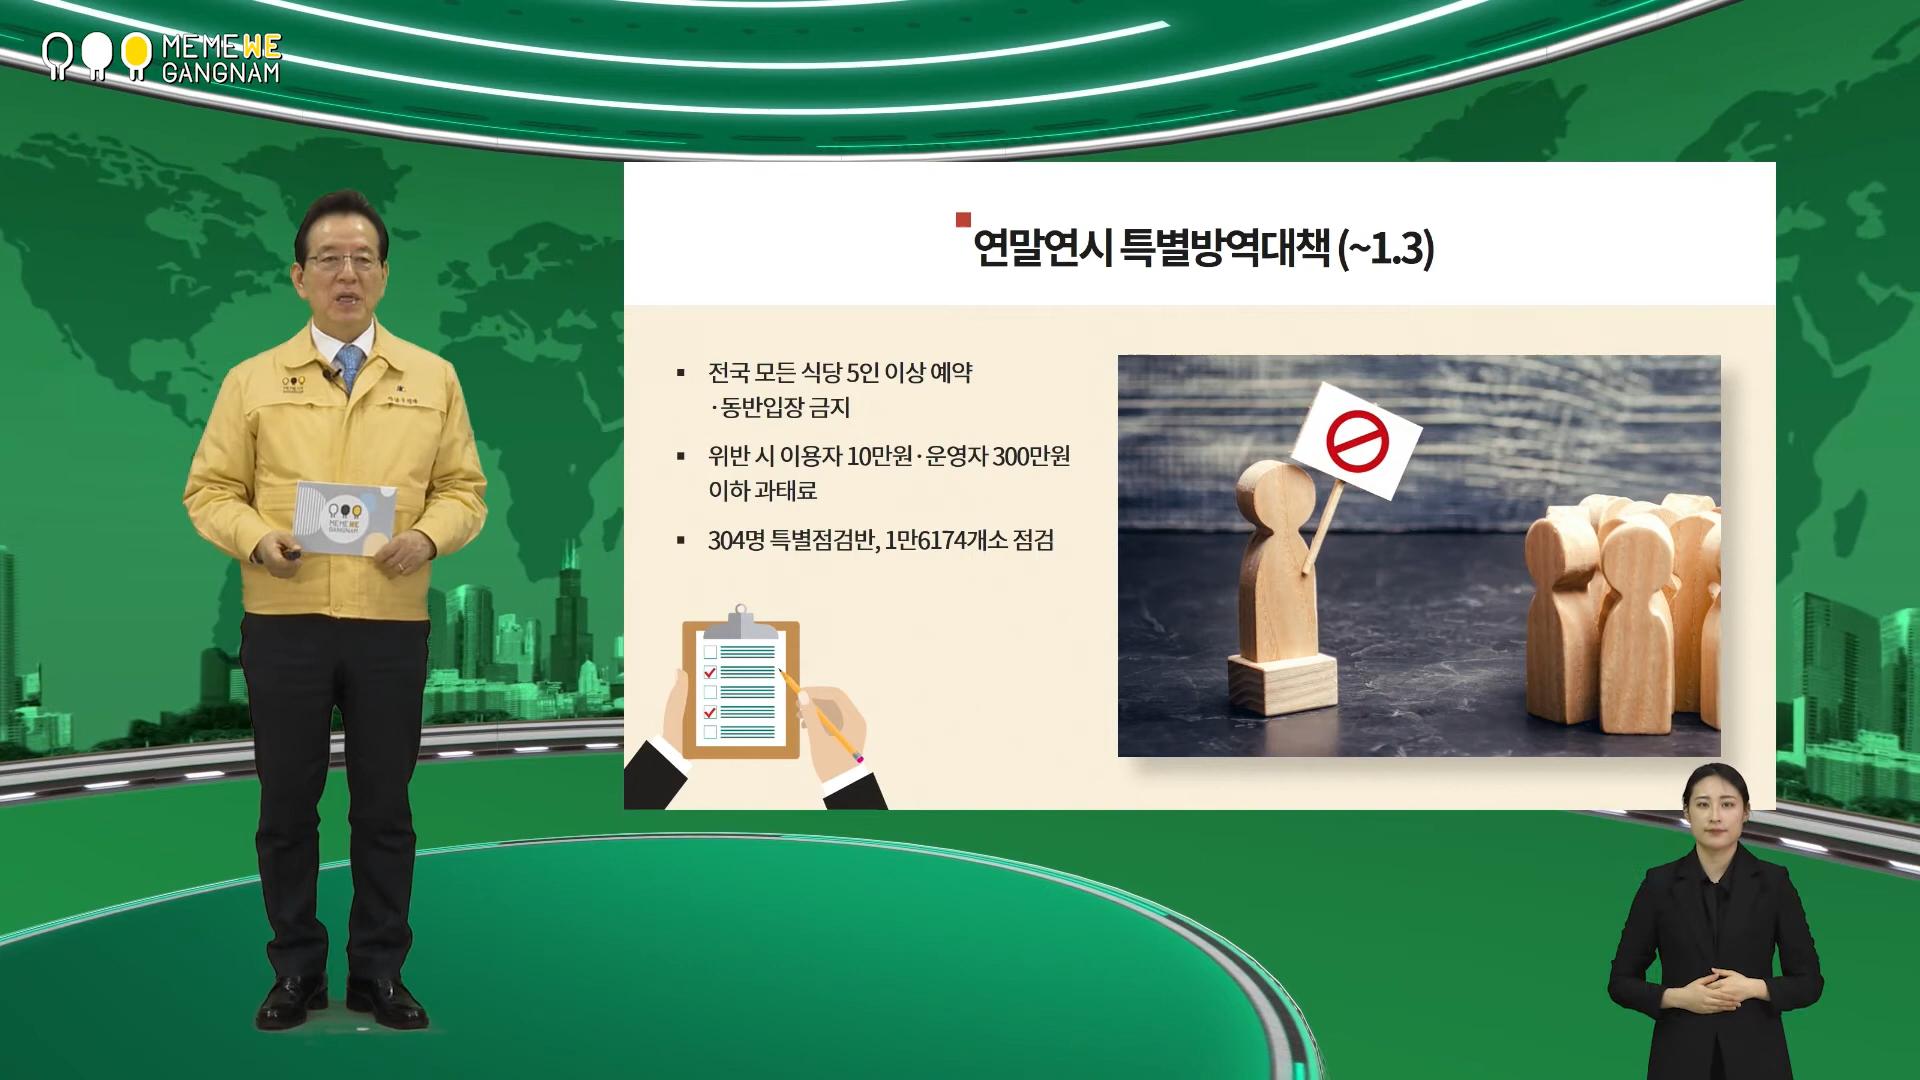 MEMEWE
GANGNAM
연말연시 특별방역대책 (~1.3)
▪ 전국 모든 식당 5인 이상 예약
·동반입장 금지
▪ 위반 시 이용자 10만원·운영자 300만원
이하 과태료
▪ 304명 특별점검반, 1만6174개소 점검
MEMEWE
GANGNAM